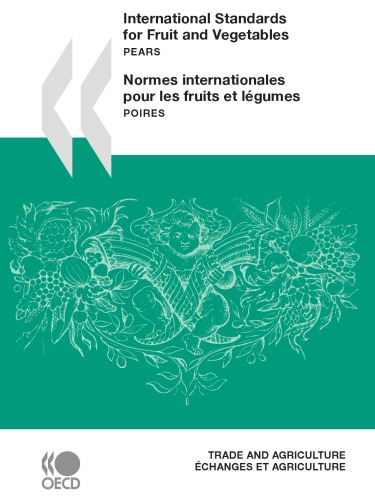 International Standards
for Fruit and Vegetables
PEARS
Normes internationales
pour les fruits et légumes
POIRES
TRADE AND AGRICULTURE
ÉCHANGES ET AGRICULTURE
OECD